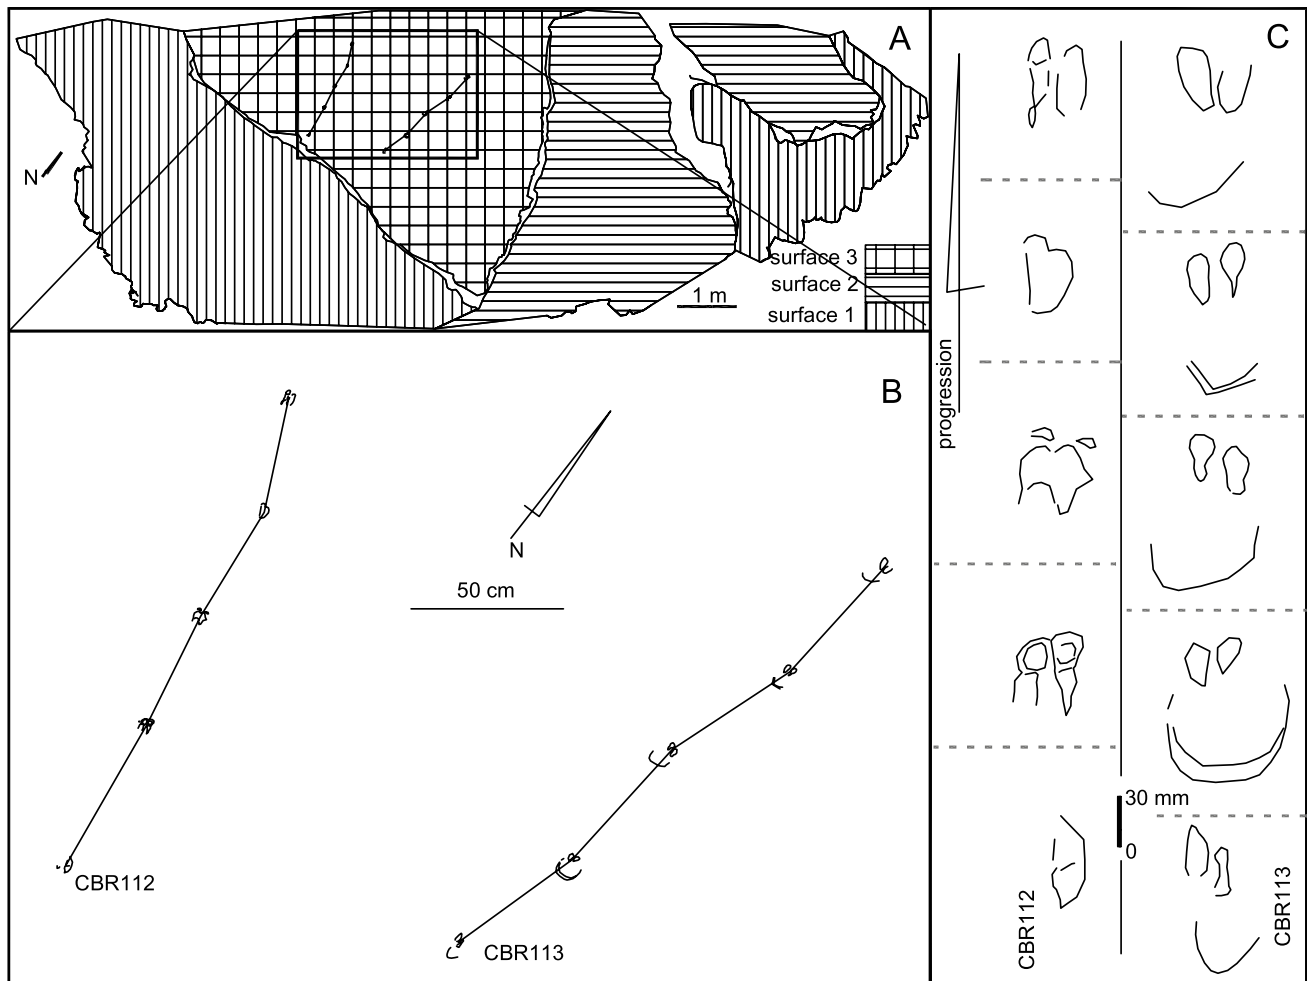 A
N
surface 3
surface 2
1 m
surface 1
B
N
50 cm
CBR112
CBR113
C
progression
30 mm
0
CBR112
CBR113